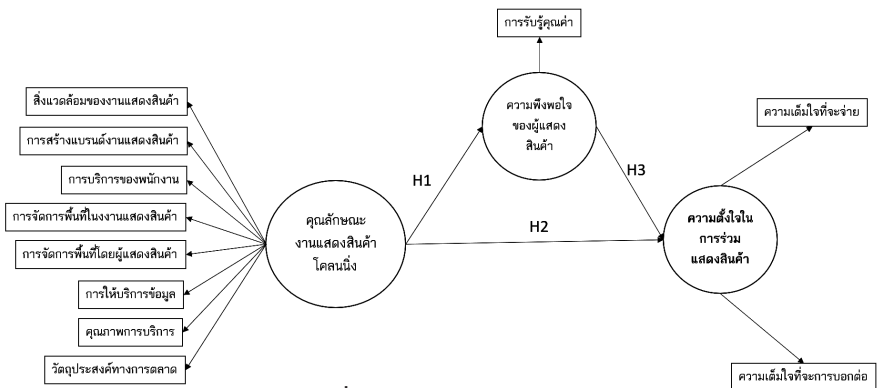 การรับรู้คุณค่า
สิ่งแวดล้อมของงานแสดงสินค้า
การสร้างแบรนด์งานแสดงสินค้า
การบริการของพนักงาน
การจัดการพื้นที่ในงงานแสดงสินค้า
การจัดการพื้นที่โดยผู้แสดงสินค้า
การให้บริการข้อมูล
คุณภาพการบริการ
วัตถุประสงค์ทางการตลาด
คุณลักษณะ
งานแสดงสินค้า
โคลนนิ่ง
H1
ความพึงพอใจ
ของผู้แสดง
สินค้า
H2
H3
ความเต็มใจที่จะจ่าย
ความตั้งใจใน
การร่วม
แสดงสินค้า
ความเต็มใจที่จะการบอกต่อ